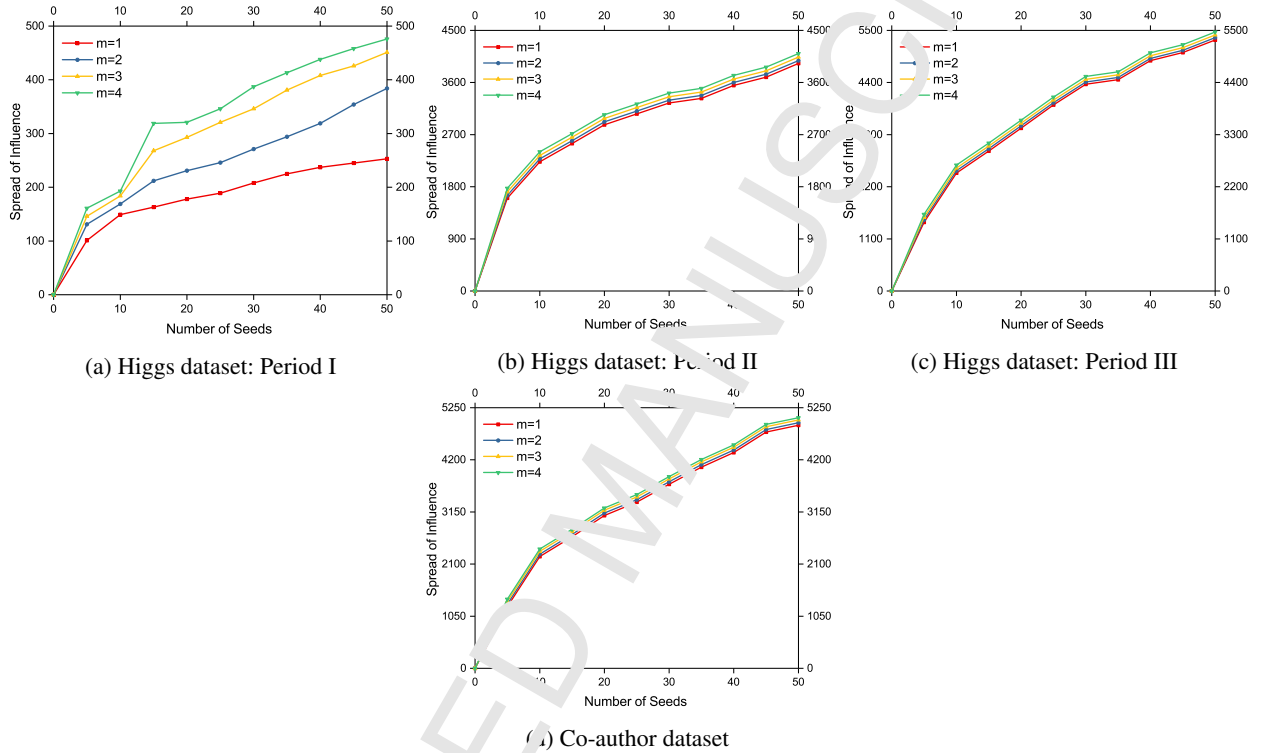 0 10 20 30 40 50
500 500
400 400
300 300
200 200
100 100
0 0
0 10 20 30 40 50
m=1
m=2
m=3
m=4
Spread of Influence
Number of Seeds
(a) Higgs dataset: Period I
0 10 20 30 40 50
4500 450
3600 360
2700 2700
1800 1800
900 9
0 0
0 10 20 30 40 50
m=1
m=2
m=3
m=4
Spread of Influence
Number of Seeds
(b) Higgs dataset: Period II
0 10 20 30 40 50
5500 5500
4400 4400
3300
2200
1100 1100
0 0
0 10 20 30 40 50
m=1
m=2
m=3
m=4
Number of Seeds
(c) Higgs dataset: Period III
0 10 20 30 40 50
5250 5250
4200 4200
3150 3150
2100 2100
1050 1050
0 0
20 30 40 50
m=1
m=2
m=3
m=4
Spread of Influence
Number of Seeds
(d) Co-author dataset
ED MANUSCI